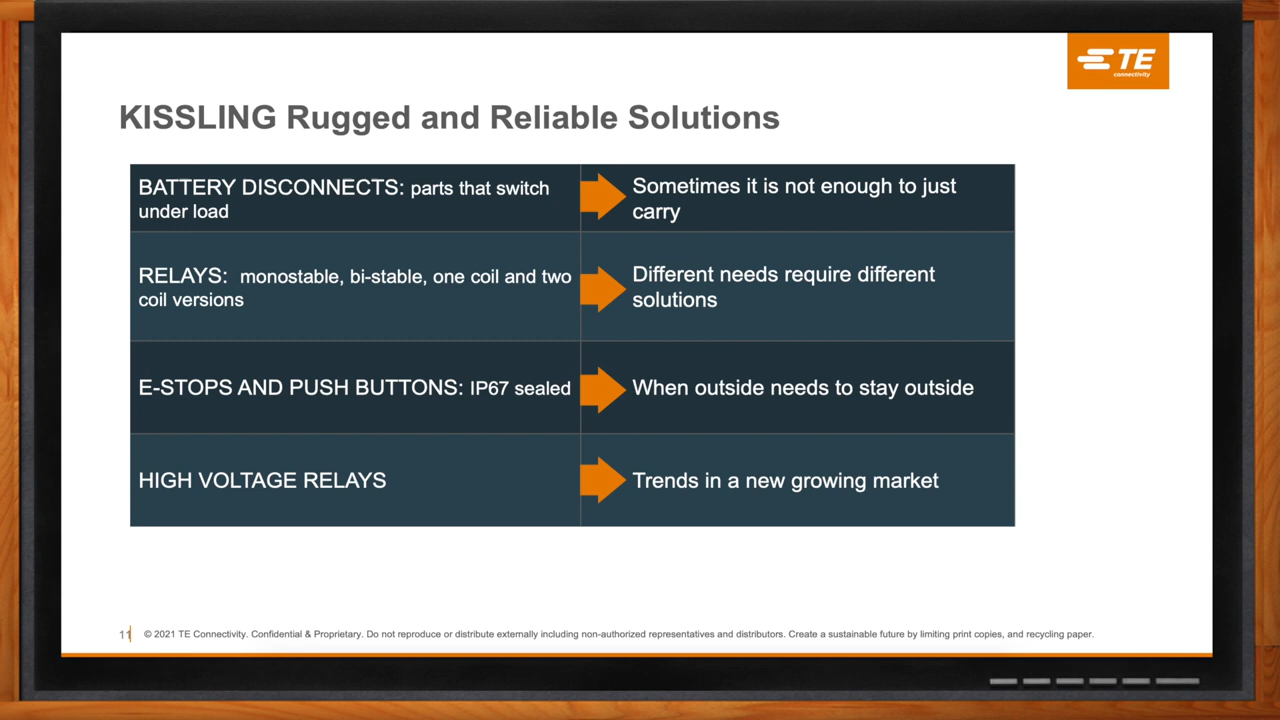 TE
connectivity
KISSLING Rugged and Reliable Solutions
BATTERY DISCONNECTS: parts that switch
under load
Sometimes it is not enough to just
carry
RELAYS: monostable, bi-stable, one coil and two
coil versions
Different needs require different
solutions
E-STOPS AND PUSH BUTTONS: IP67 sealed
When outside needs to stay outside
HIGH VOLTAGE RELAYS
Trends in a new growing market
11
© 2021 TE Connectivity. Confidential & Proprietary. Do not reproduce or distribute externally including non-authorized representatives and distributors. Create a sustainable future by limiting print copies, and recycling paper.